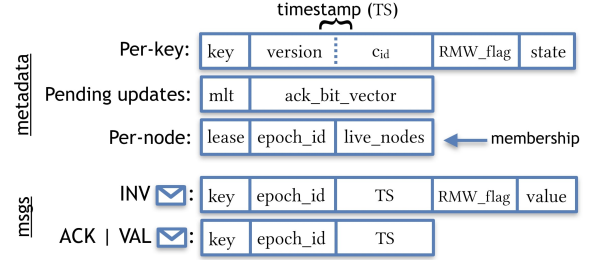 timestamp (TS)
Per-key: key version cid RMW_flag state
metadata
Pending updates: mlt ack_bit_vector
Per-node: lease epoch_id live_nodes membership
msgs
INV : key epoch_id TS RMW_flag value
ACK | VAL : key epoch_id TS